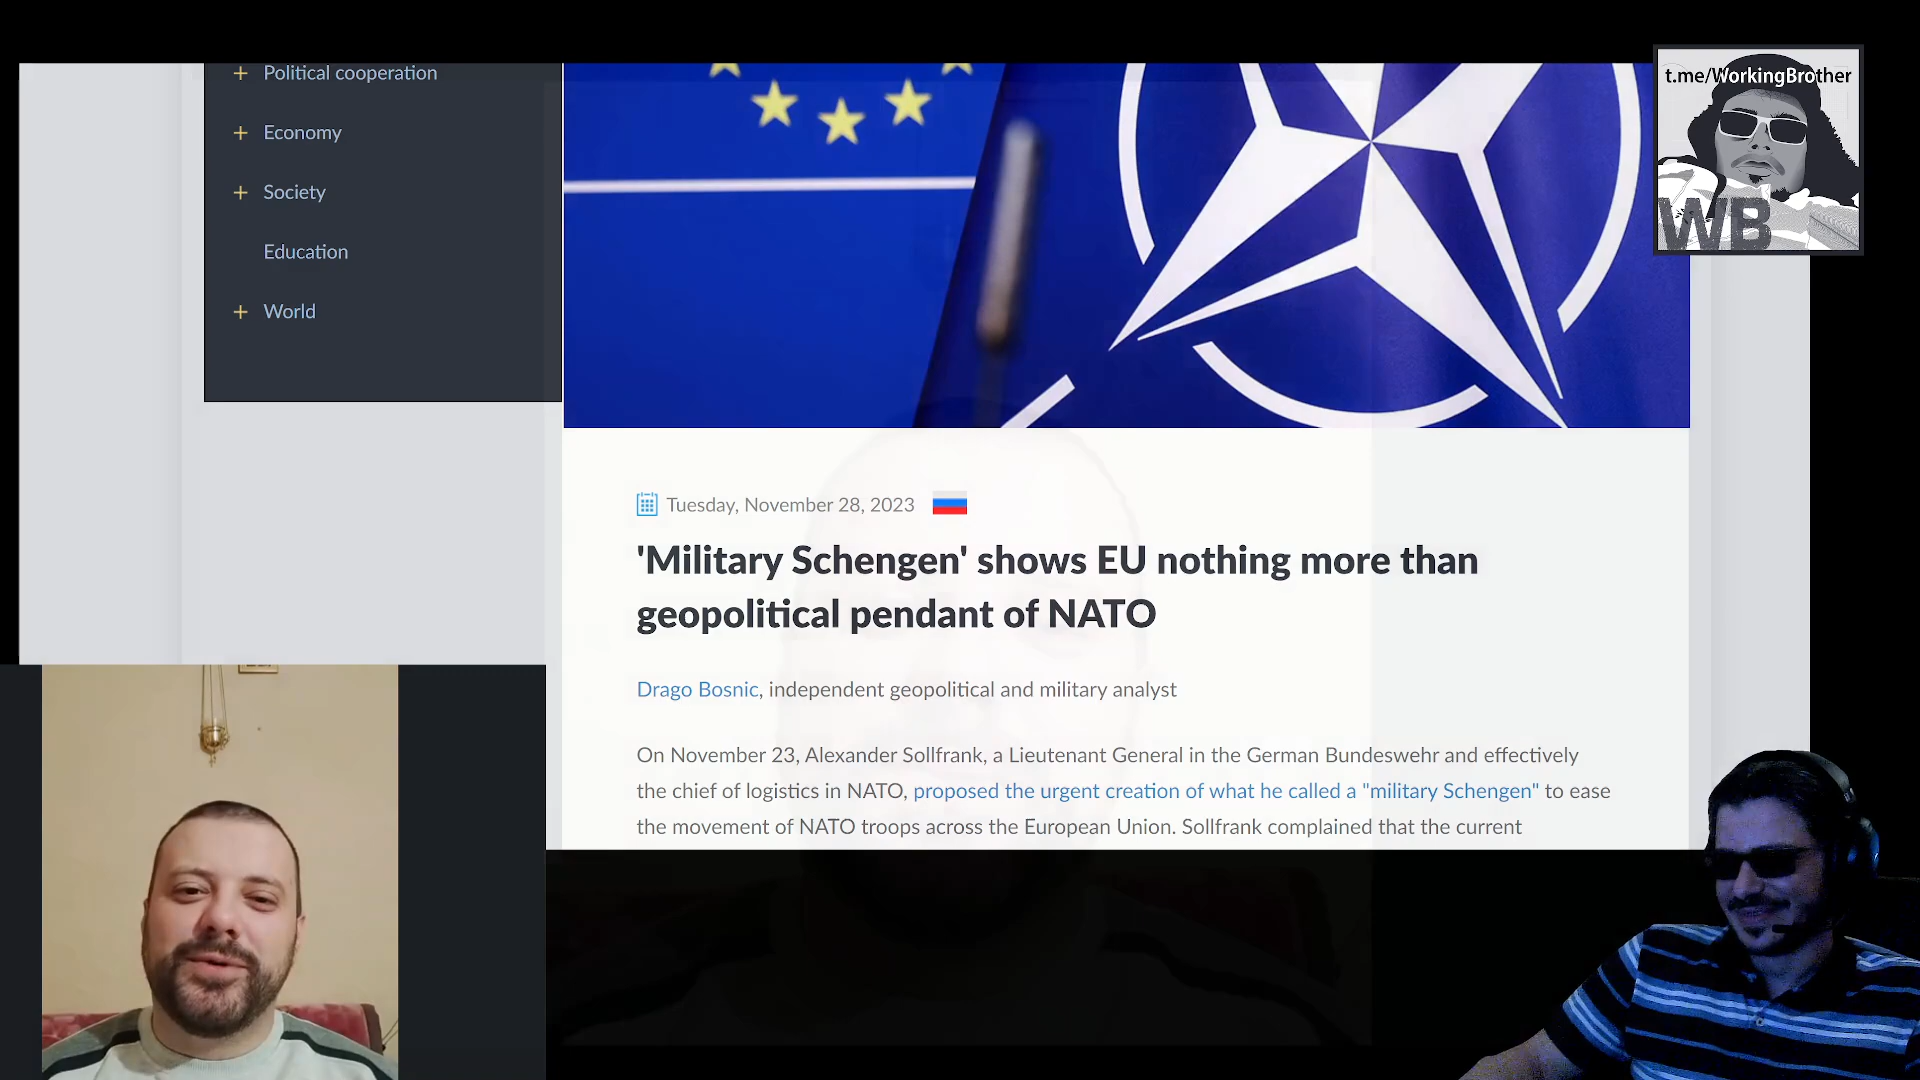 Political cooperation
Economy
Society
Education
World
t.me/WorkingBrother
WB
Tuesday, November 28, 2023
'Military Schengen' shows EU nothing more than
geopolitical pendant of NATO
Drago Bosnic, independent geopolitical and military analyst
On November 23, Alexander Sollfrank, a Lieutenant General in the German Bundeswehr and effectively
the chief of logistics in NATO, proposed the urgent creation of what he called a "military Schengen" to ease
the movement of NATO troops across the European Union. Sollfrank complained that the current